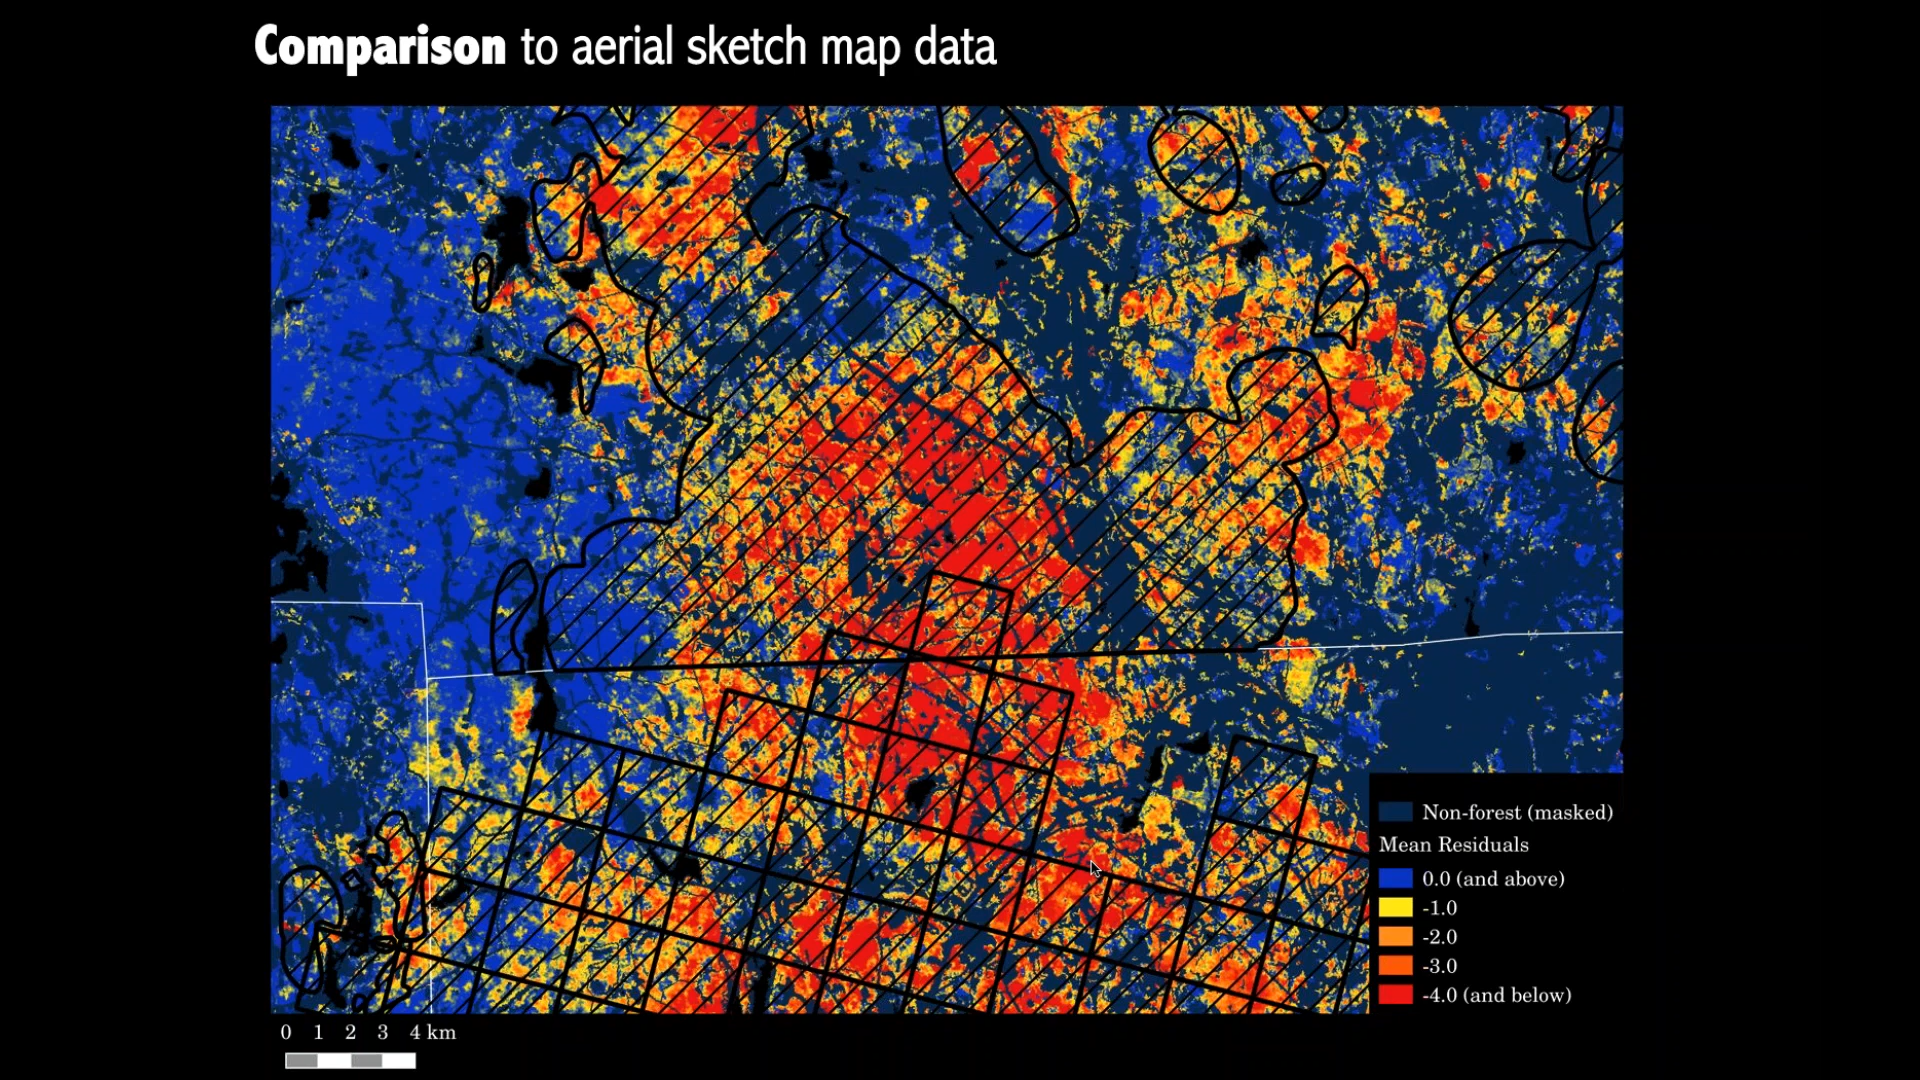 Comparison to aerial sketch map data
Non-forest (masked)
Mean Residuals
0.0 (and above)
-1.0
-2.0
-3.0
-4.0 (and below)
0 1 2 3 4 km